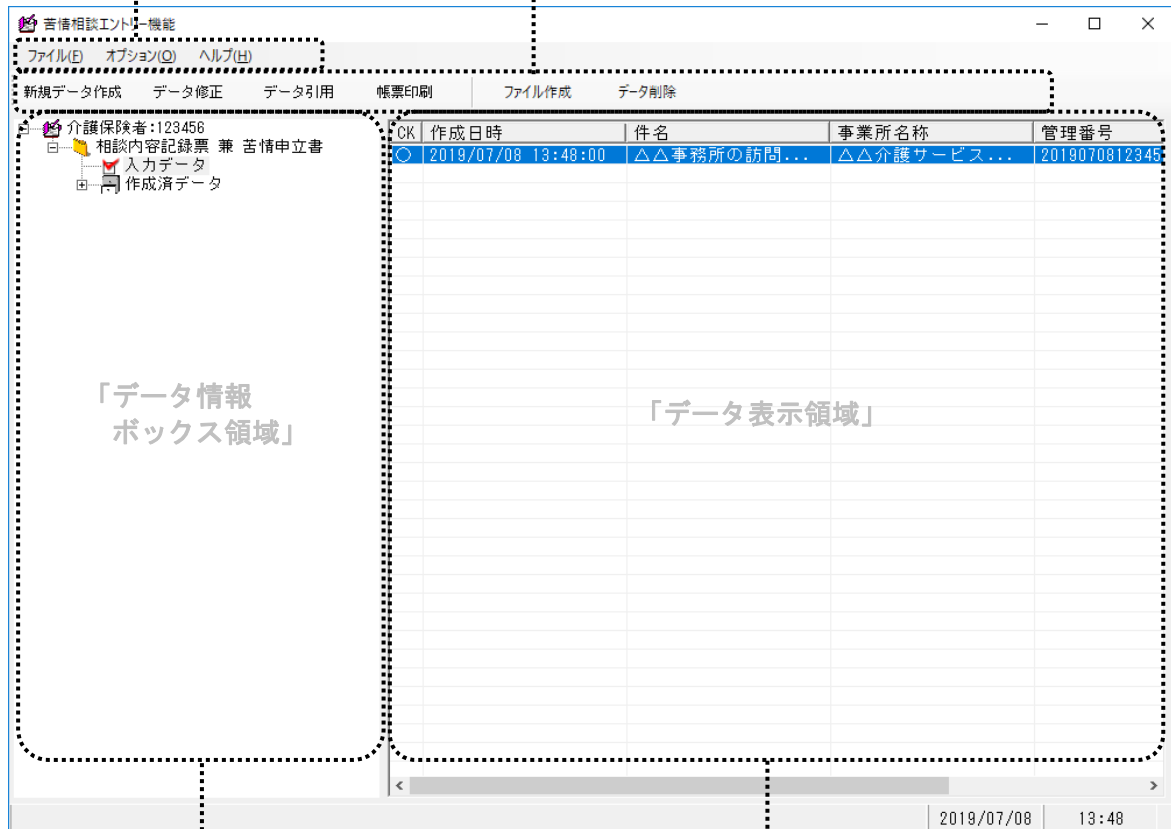 苦情相談エントリー機能
ファイル(F) オプション(O) ヘルプ(H)
新規データ作成 データ修正 データ引用 帳票印刷 ファイル作成 データ削除
介護保険者:123456
相談内容記録票 兼 苦情申立書
入力データ
作成済データ
CK 作成日時 件名 事業所名称 管理番号
○ 2019/07/08 13:48:00 △△事務所の訪問... △△介護サービス... 2019070812345
「データ情報
ボックス領域」
「データ表示領域」
2019/07/08 13:48